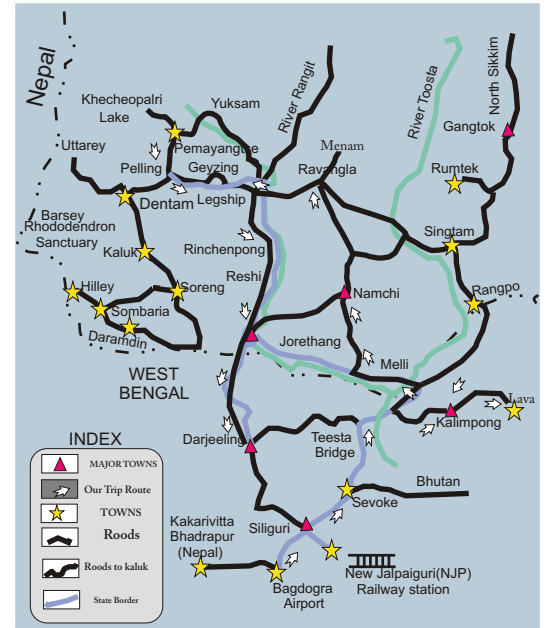 Nepal
Khecheopalri
Lake
Yuksam
River Rangit
River Toosta
North Sikkim
Gangtok
Uttarey
Pemayangtse
Menam
Pelling
Geyzing
Ravangla
Rumtek
Dentam
Legship
Barsey
Rhododendron
Sanctuary
Kaluk
Rinchenpong
Singtam
Reshi
Hilley
Soreng
Namchi
Rangpo
Sombaria
Daramdin
Jorethang
WEST
BENGAL
Melli
Lava
Kalimpong
Darjeeling
Teesta
Bridge
Bhutan
Sevoke
Kakarivitta
Bhadrapur
(Nepal)
Siliguri
New Jalpaiguri(NJP)
Railway station
Bagdogra
Airport
INDEX
MAJOR TOWNS
Our Trip Route
TOWNS
Roods
Roods to kaluk
State Border